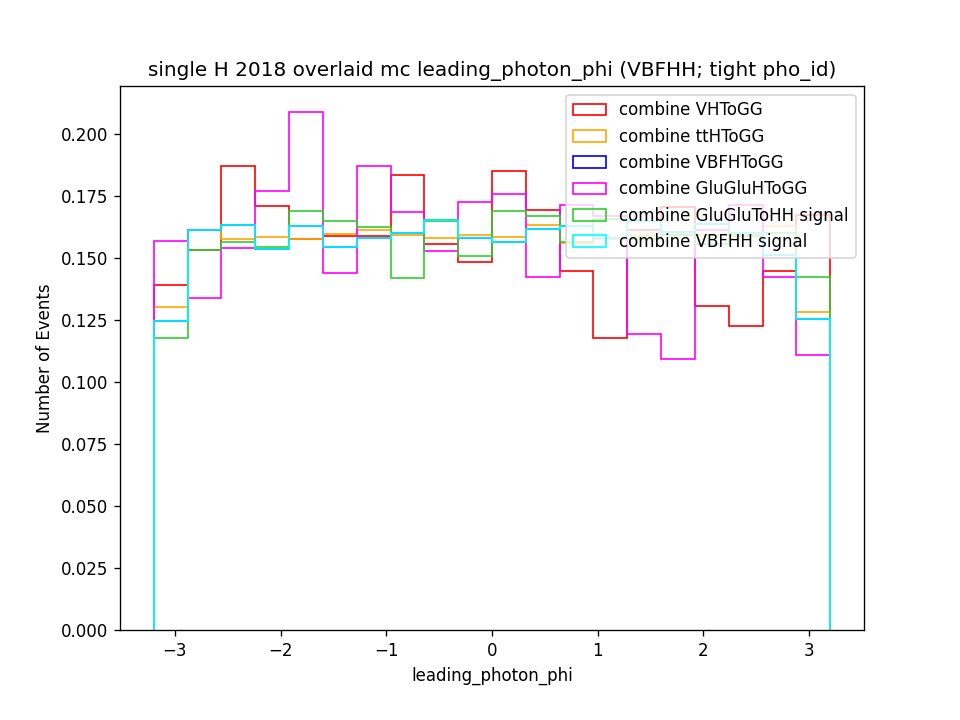 single H 2018 overlaid mc leading_photon_phi (VBFHH; tight pho_id)
combine VHToGG
combine ttHToGG
combine VBFHToGG
combine GluGluHToGG
combine GluGluToHH signal
combine VBFHH signal
0.200
0.175
0.150
0.125
0.100
0.075
0.050
0.025
0.000
Number of Events
−3
−2
−1
0
1
2
3
leading_photon_phi